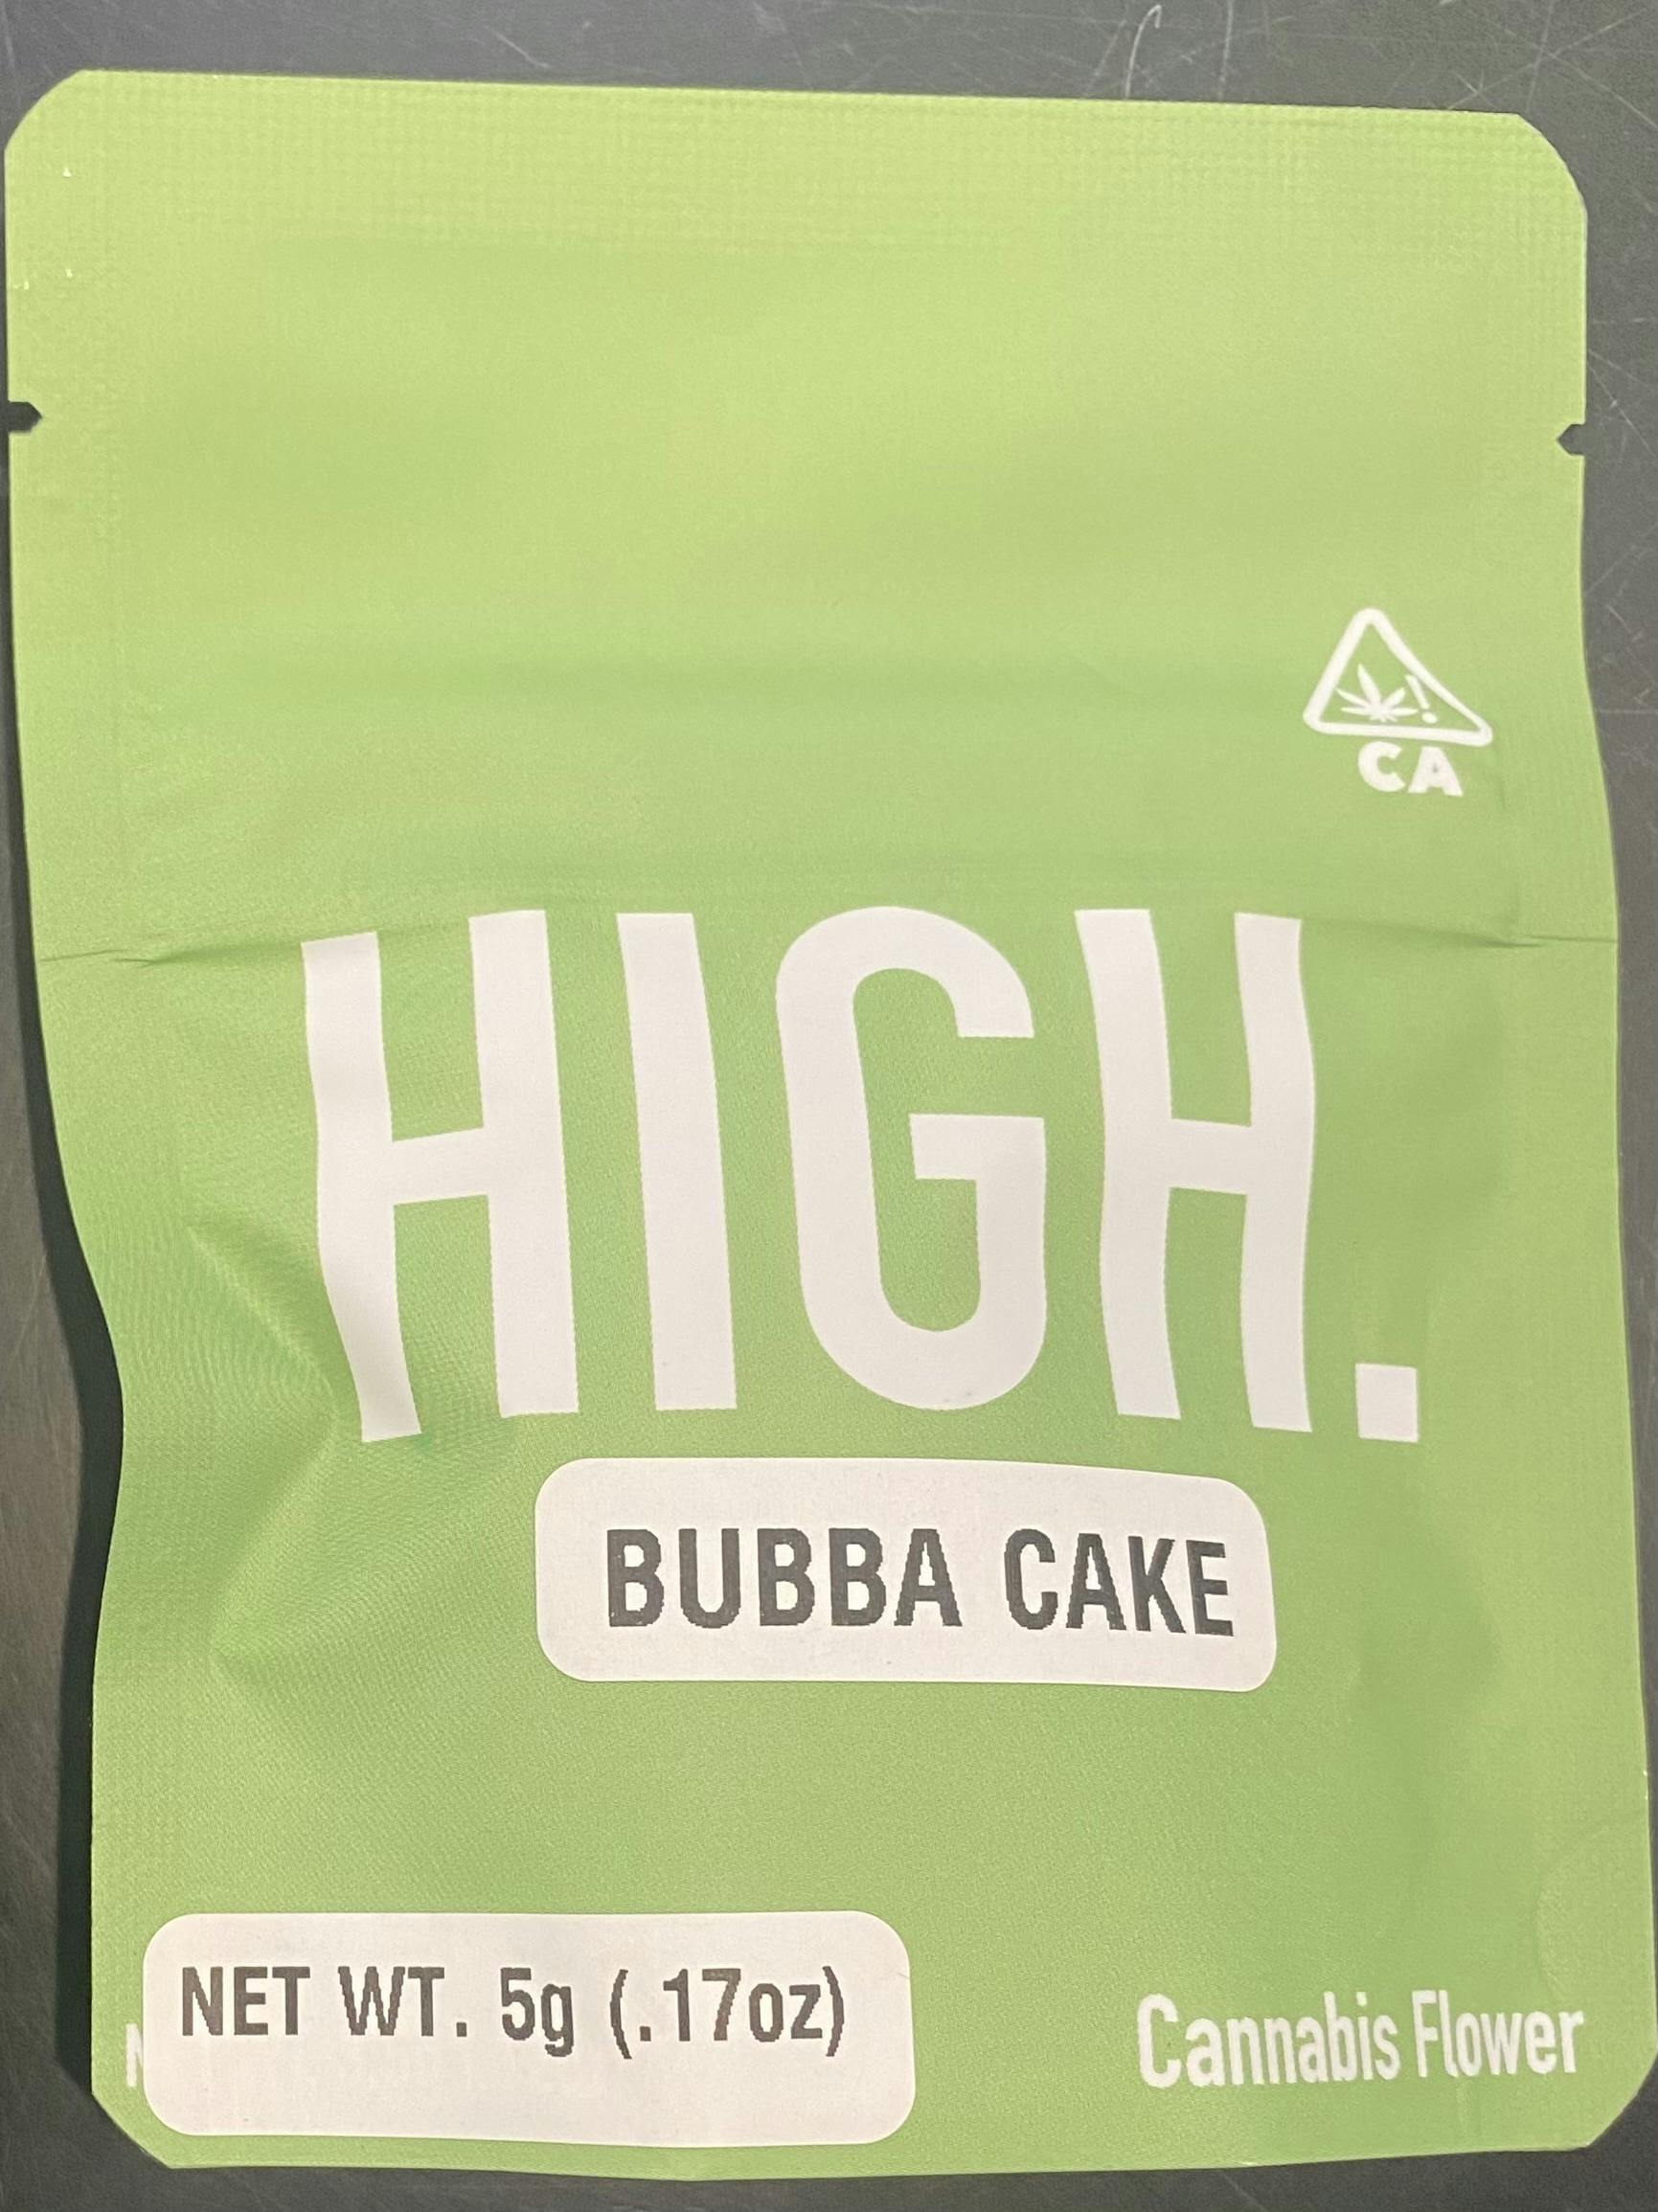 CA
HIGH.
BUBBA CAKE
NET WT. 5g (.17oz)
Cannabis Flower